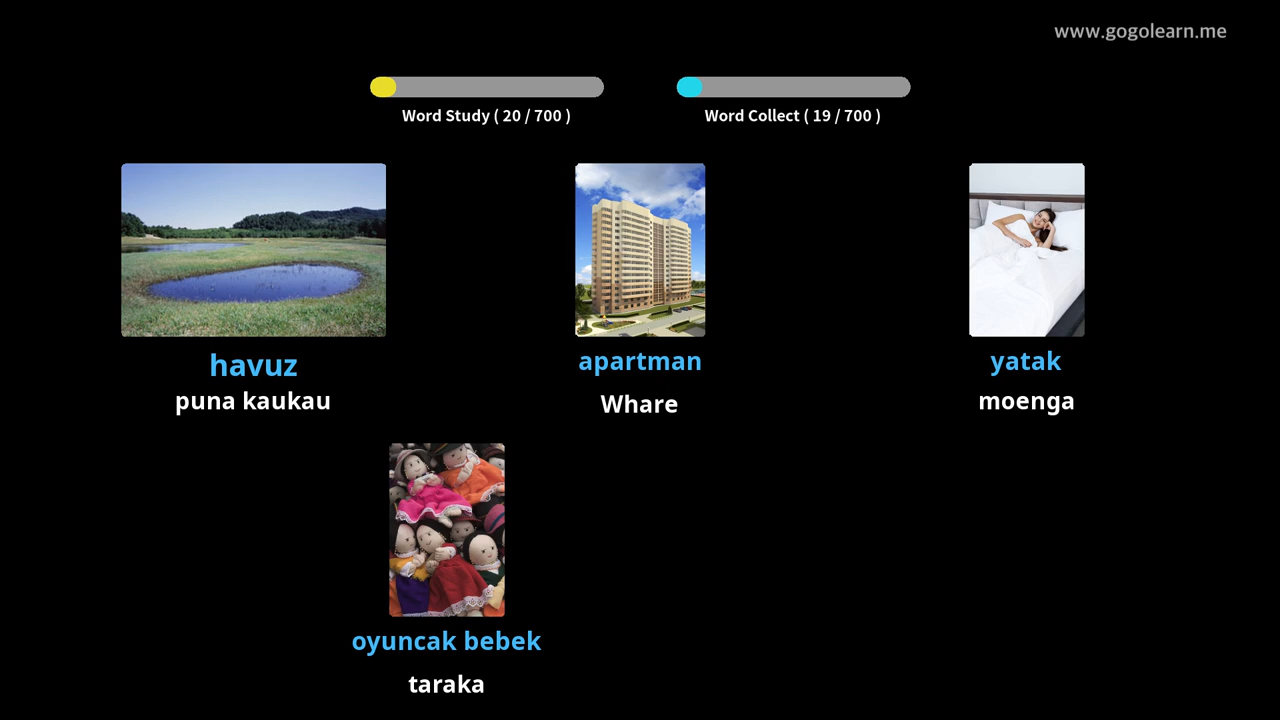 www.gogolearn.me
Word Study ( 20 / 700 )
Word Collect ( 19 / 700 )
havuz
puna kaukau
apartman
Whare
yatak
moenga
oyuncak bebek
taraka